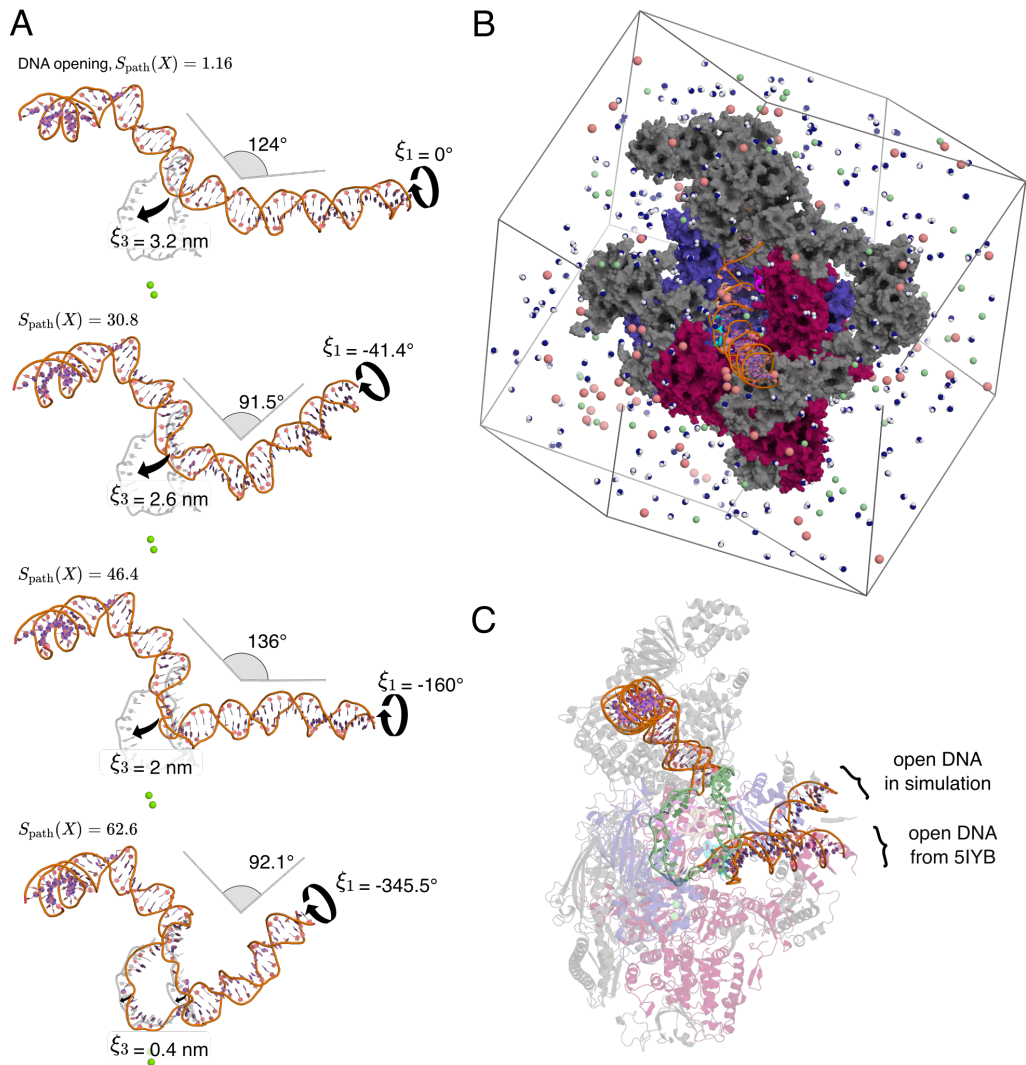 A
DNA opening, S_path(X) = 1.16
124°
ξ1 = 0°
ξ3 = 3.2 nm
S_path(X) = 30.8
91.5°
ξ1 = -41.4°
ξ3 = 2.6 nm
S_path(X) = 46.4
136°
ξ1 = -160°
ξ3 = 2 nm
S_path(X) = 62.6
92.1°
ξ1 = -345.5°
ξ3 = 0.4 nm
B
C
open DNA
in simulation
open DNA
from 5IYB